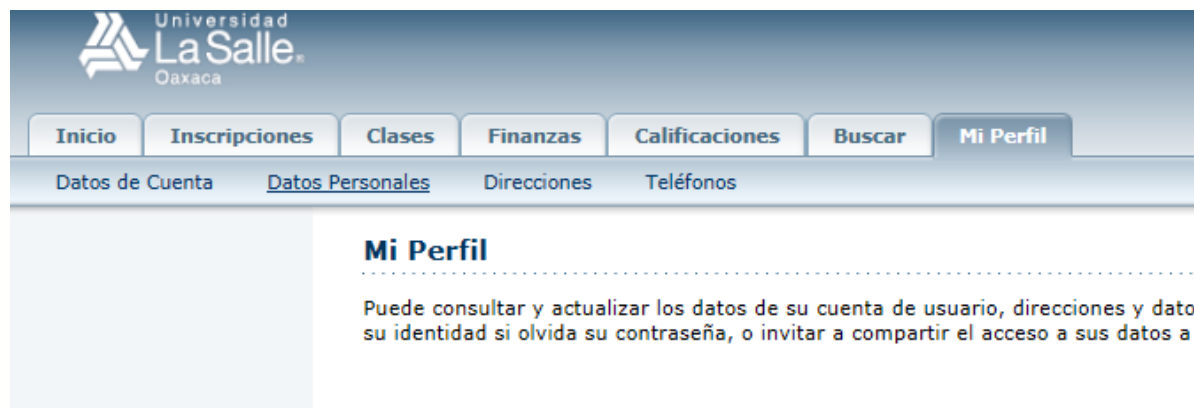 Universidad
La Salle®
Oaxaca
Inicio Inscripciones Clases Finanzas Calificaciones Buscar Mi Perfil
Datos de Cuenta Datos Personales Direcciones Teléfonos
Mi Perfil
Puede consultar y actualizar los datos de su cuenta de usuario, direcciones y dato
su identidad si olvida su contraseña, o invitar a compartir el acceso a sus datos a